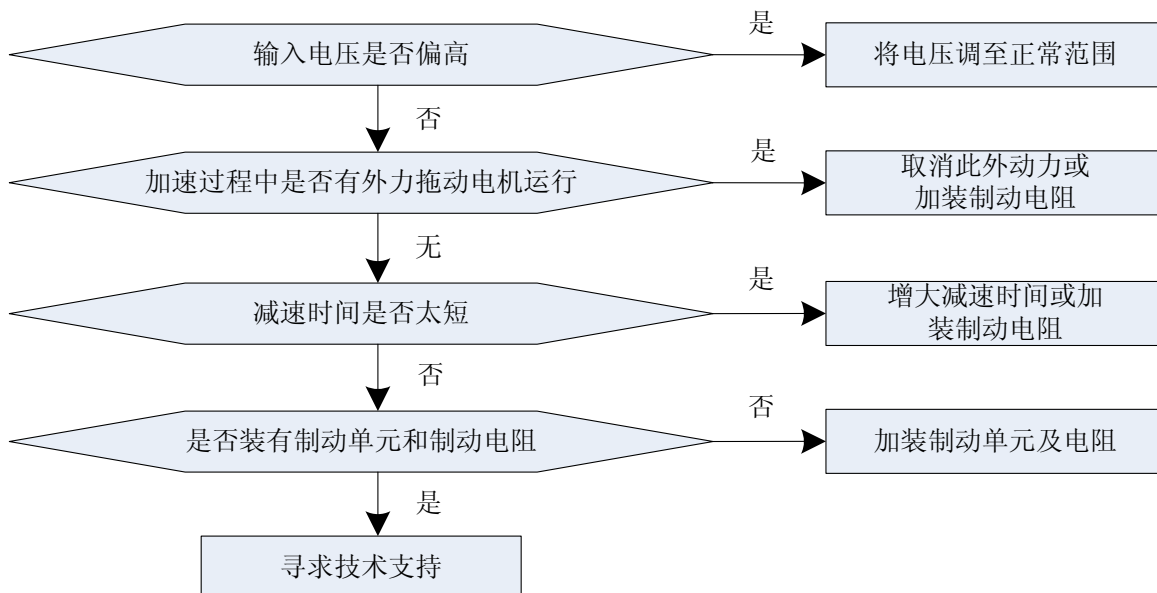 输入电压是否偏高
是
将电压调至正常范围
否
加速过程中是否有外力拖动电机运行
是
取消此外动力或
加装制动电阻
无
减速时间是否太短
是
增大减速时间或加
装制动电阻
否
是否装有制动单元和制动电阻
否
加装制动单元及电阻
是
寻求技术支持